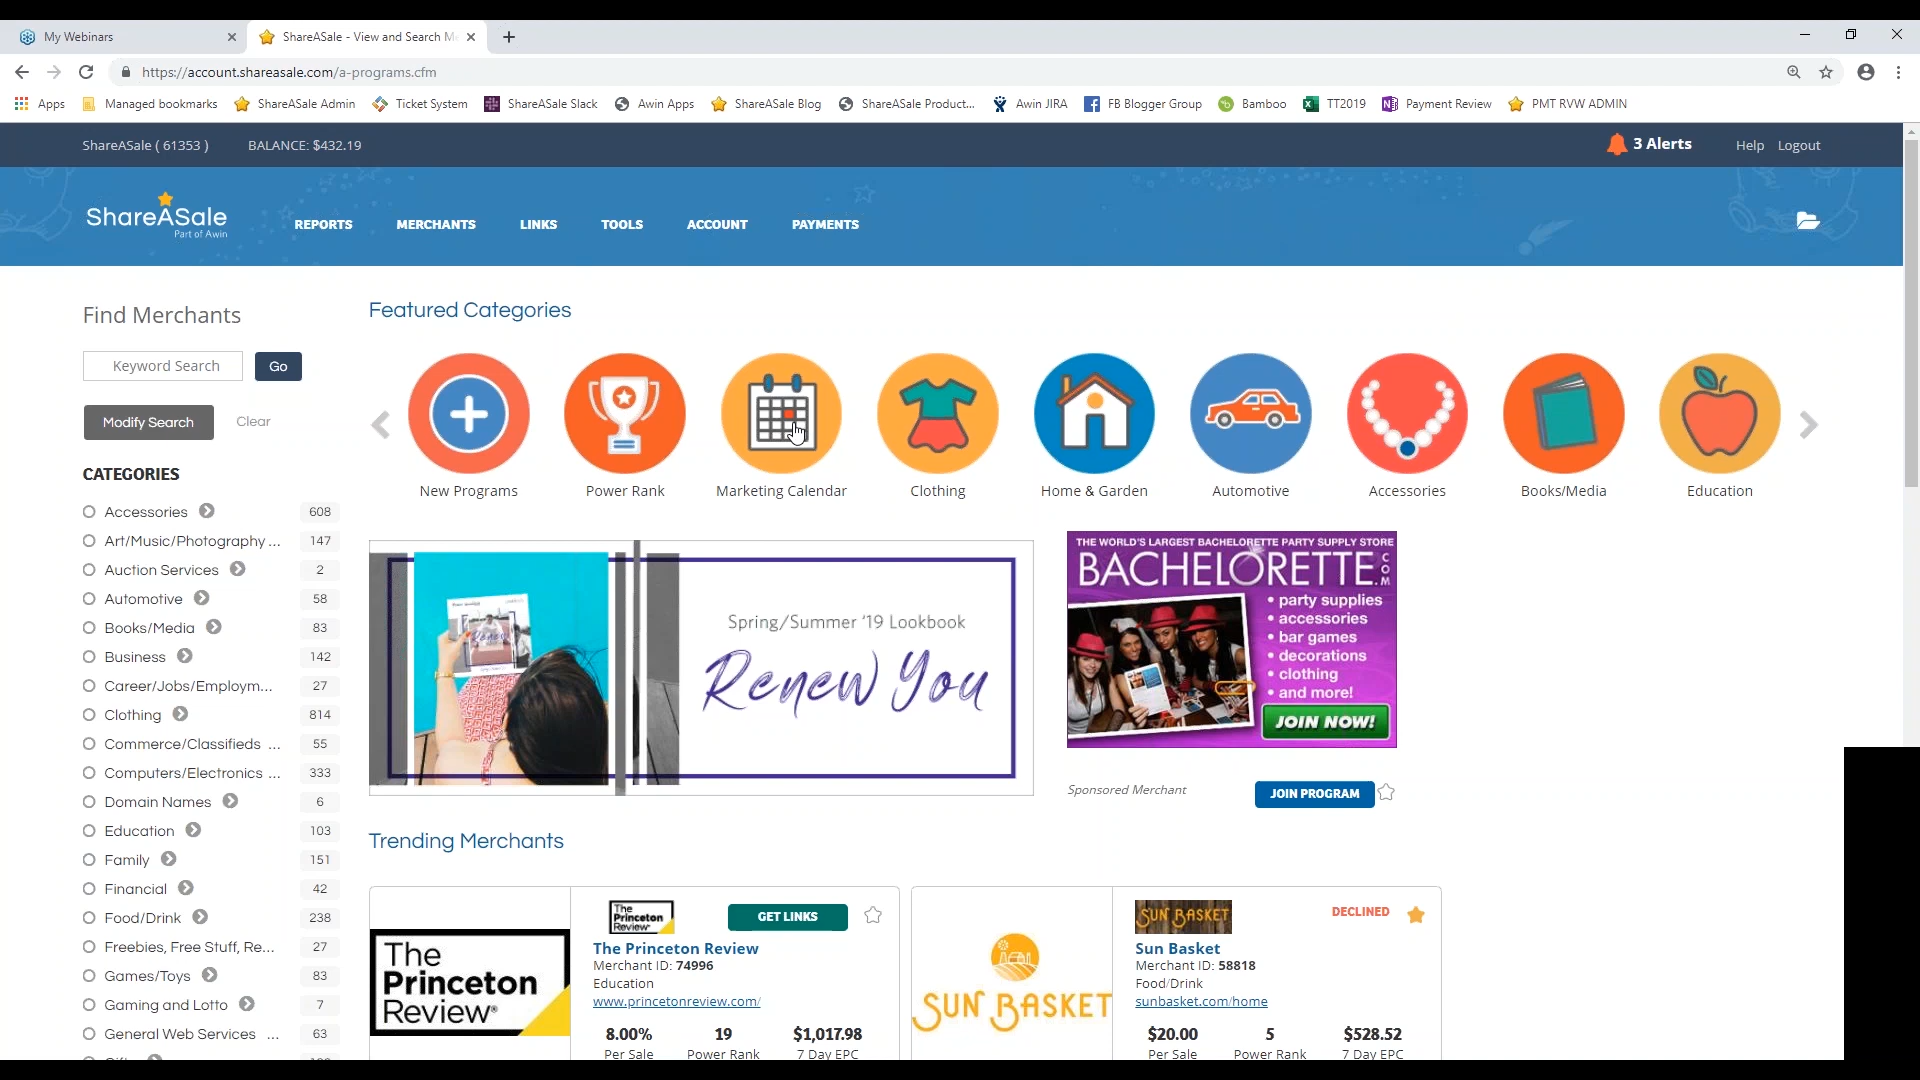 My Webinars
ShareASale - View and Search Me
https://account.shareasale.com/a-programs.cfm
Apps
Managed bookmarks
ShareASale Admin
Ticket System
ShareASale Slack
Awin Apps
ShareASale Blog
ShareASale Product...
Awin JIRA
FB Blogger Group
Bamboo
TT2019
Payment Review
PMT RVW ADMIN
ShareASale ( 61353 )
BALANCE: $432.19
3 Alerts
Help
Logout
ShareASale
Part of Awin
REPORTS
MERCHANTS
LINKS
TOOLS
ACCOUNT
PAYMENTS
Find Merchants
Keyword Search
Go
Modify Search
Clear
CATEGORIES
Accessories 608
Art/Music/Photography ... 147
Auction Services 2
Automotive 58
Books/Media 83
Business 142
Career/Jobs/Employm... 27
Clothing 814
Commerce/Classifieds ... 55
Computers/Electronics ... 333
Domain Names 6
Education 103
Family 151
Financial 42
Food/Drink 238
Freebies, Free Stuff, Re... 27
Games/Toys 83
Gaming and Lotto 7
General Web Services ... 63
Featured Categories
New Programs
Power Rank
Marketing Calendar
Clothing
Home & Garden
Automotive
Accessories
Books/Media
Education
Spring/Summer '19 Lookbook
Renew You
THE WORLD'S LARGEST BACHELORETTE PARTY SUPPLY STORE
BACHELORETTE.COM
• party supplies
• accessories
• bar games
• decorations
• clothing
• and more!
JOIN NOW!
Sponsored Merchant
JOIN PROGRAM
Trending Merchants
The
Princeton
Review
The
Princeton
Review
GET LINKS
The Princeton Review
Merchant ID: 74996
Education
www.princetonreview.com/
8.00% 19 $1,017.98
Per Sale Power Rank 7 Day EPC
SUN BASKET
SUN BASKET
DECLINED
Sun Basket
Merchant ID: 58818
Food/Drink
sunbasket.com/home
$20.00 5 $528.52
Per Sale Power Rank 7 Day EPC